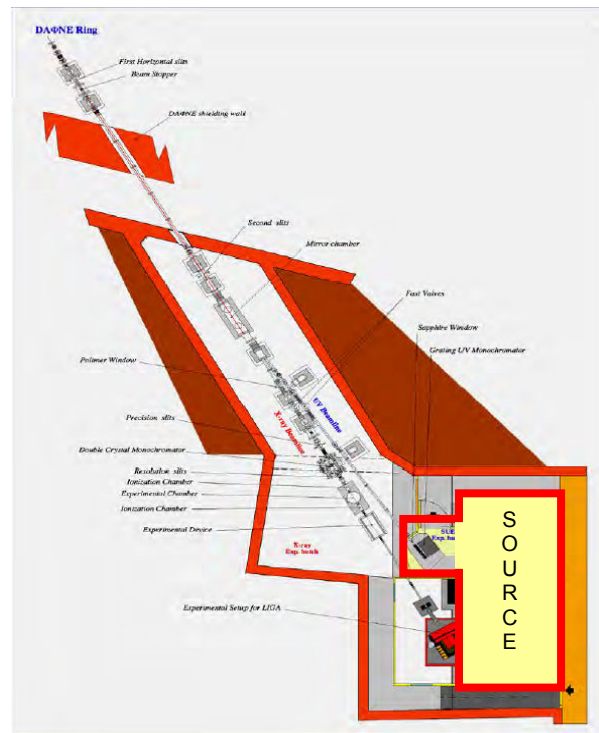 DAΦNE Ring
First Horizontal slits
Beam Stopper
DAΦNE shielding wall
Second slits
Mirror chamber
Fast Valves
Sapphire Window
Grating UV Monochromator
Polimer Window
UV Beamline
X-ray Beamline
Precision slits
Double Crystal Monochromator
Resolution slits
Ionization Chamber
Experimental Chamber
Ionization Chamber
Experimental Device
X-ray
Exp. hutch
Experimental Setup for LIGA
S
O
U
R
C
E